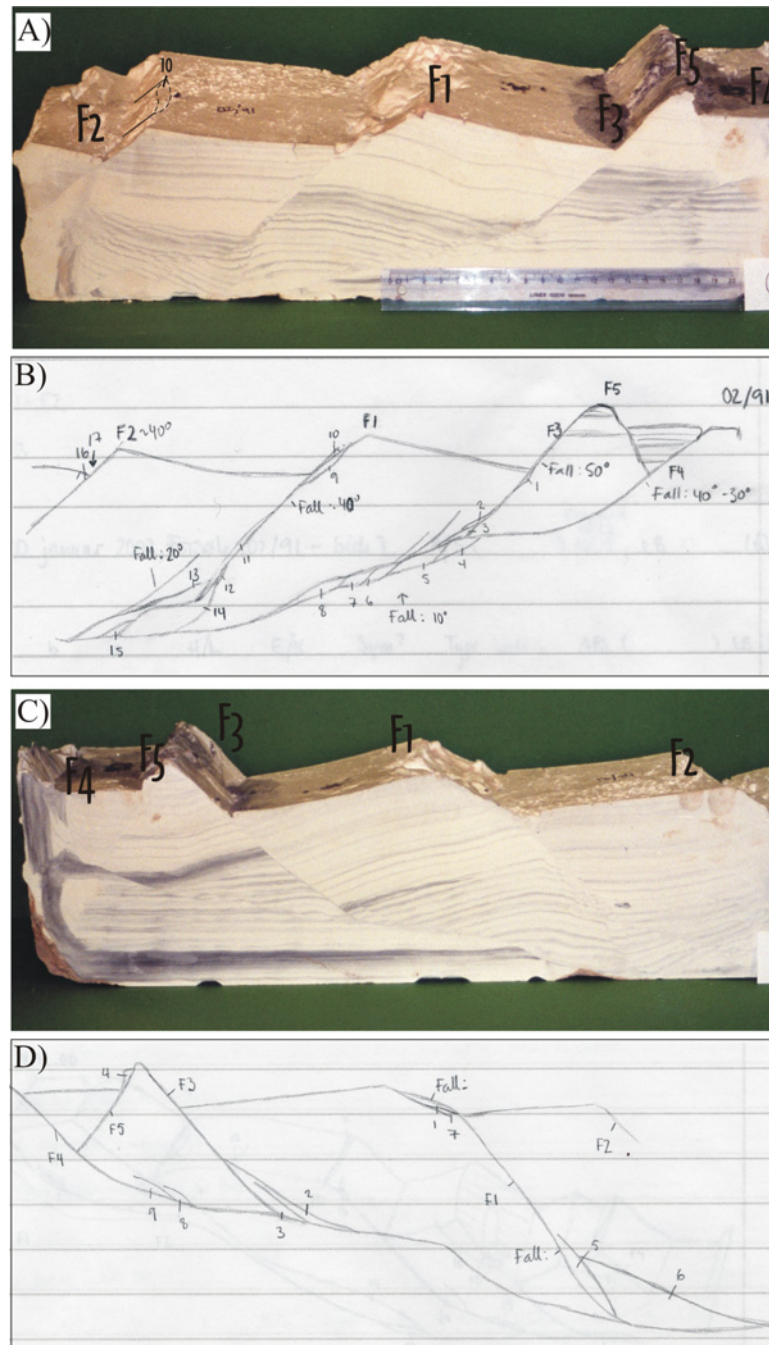 A)
10
F2
F1
F3
F5
F4
B)
F5
02/91
F1
F2 ~40°
17
16
10
9
F3
Fall: 50°
1
F4
Fall: 40° - 30°
Fall: ~40°
Fall: 20°
2
3
4
5
6
7
8
Fall: 10°
11
12
13
14
15
C)
F4
F5
F3
F1
F2
D)
4
F3
F5
F4
Fall:
1
7
F2
F1
9
8
3
2
Fall:
5
6